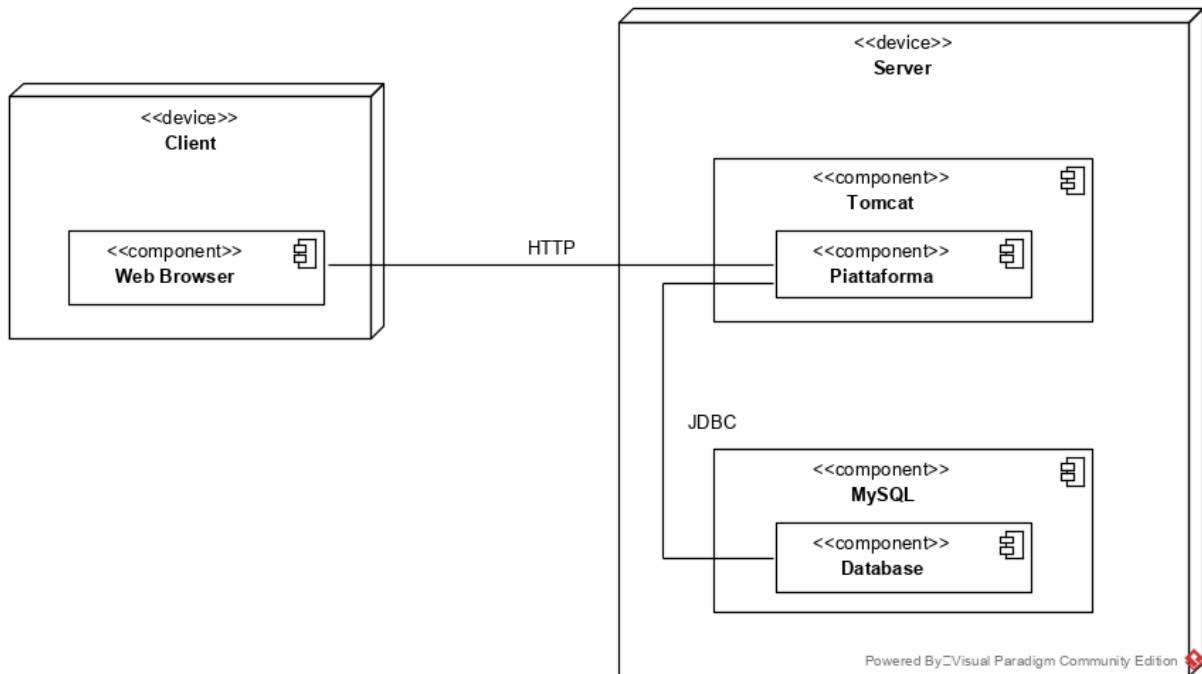 <<device>>
Client
<<component>>
Web Browser
HTTP
<<device>>
Server
<<component>>
Tomcat
<<component>>
Piattaforma
JDBC
<<component>>
MySQL
<<component>>
Database
Powered By Visual Paradigm Community Edition